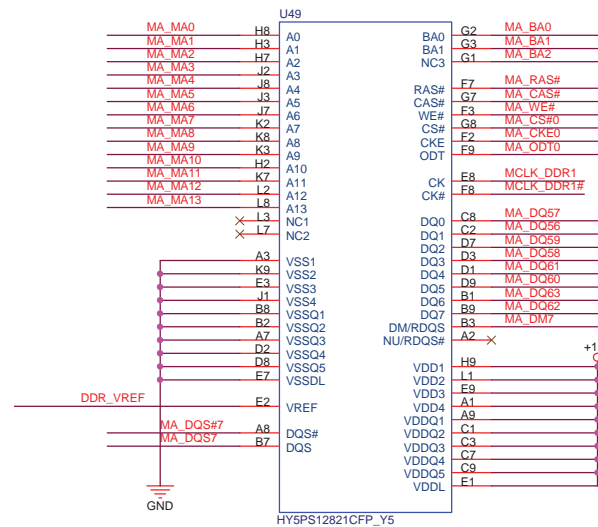 U49
MA_MA0 H8 A0 BA0 G2 MA_BA0
MA_MA1 H3 A1 BA1 G3 MA_BA1
MA_MA2 H7 A2 NC3 G1 MA_BA2
MA_MA3 J2 A3
MA_MA4 J8 A4 RAS# F7 MA_RAS#
MA_MA5 J3 A5 CAS# G7 MA_CAS#
MA_MA6 J7 A6 WE# F3 MA_WE#
MA_MA7 K2 A7 CS# G8 MA_CS#0
MA_MA8 K8 A8 CKE F2 MA_CKE0
MA_MA9 K3 A9 ODT F9 MA_ODT0
MA_MA10 H2 A10
MA_MA11 K7 A11 CK E8 MCLK_DDR1
MA_MA12 L2 A12 CK# F8 MCLK_DDR1#
MA_MA13 L8 A13
L3 NC1 DQ0 C8 MA_DQ57
L7 NC2 DQ1 C2 MA_DQ56
DQ2 D7 MA_DQ59
A3 VSS1 DQ3 D3 MA_DQ58
K9 VSS2 DQ4 D1 MA_DQ61
E3 VSS3 DQ5 D9 MA_DQ60
J1 VSS4 DQ6 B1 MA_DQ63
B8 VSSQ1 DQ7 B9 MA_DQ62
B2 VSSQ2 DM/RDQS B3 MA_DM7
A7 VSSQ3 NU/RDQS# A2
D2 VSSQ4 +1
D8 VSSQ5 VDD1 H9
E7 VSSDL VDD2 L1
VDD3 E9
DDR_VREF E2 VREF VDD4 A1
VDDQ1 A9
MA_DQS#7 A8 DQS# VDDQ2 C1
MA_DQS7 B7 DQS VDDQ3 C3
VDDQ4 C7
VDDQ5 C9
VDDL E1
GND
HY5PS12821CFP_Y5